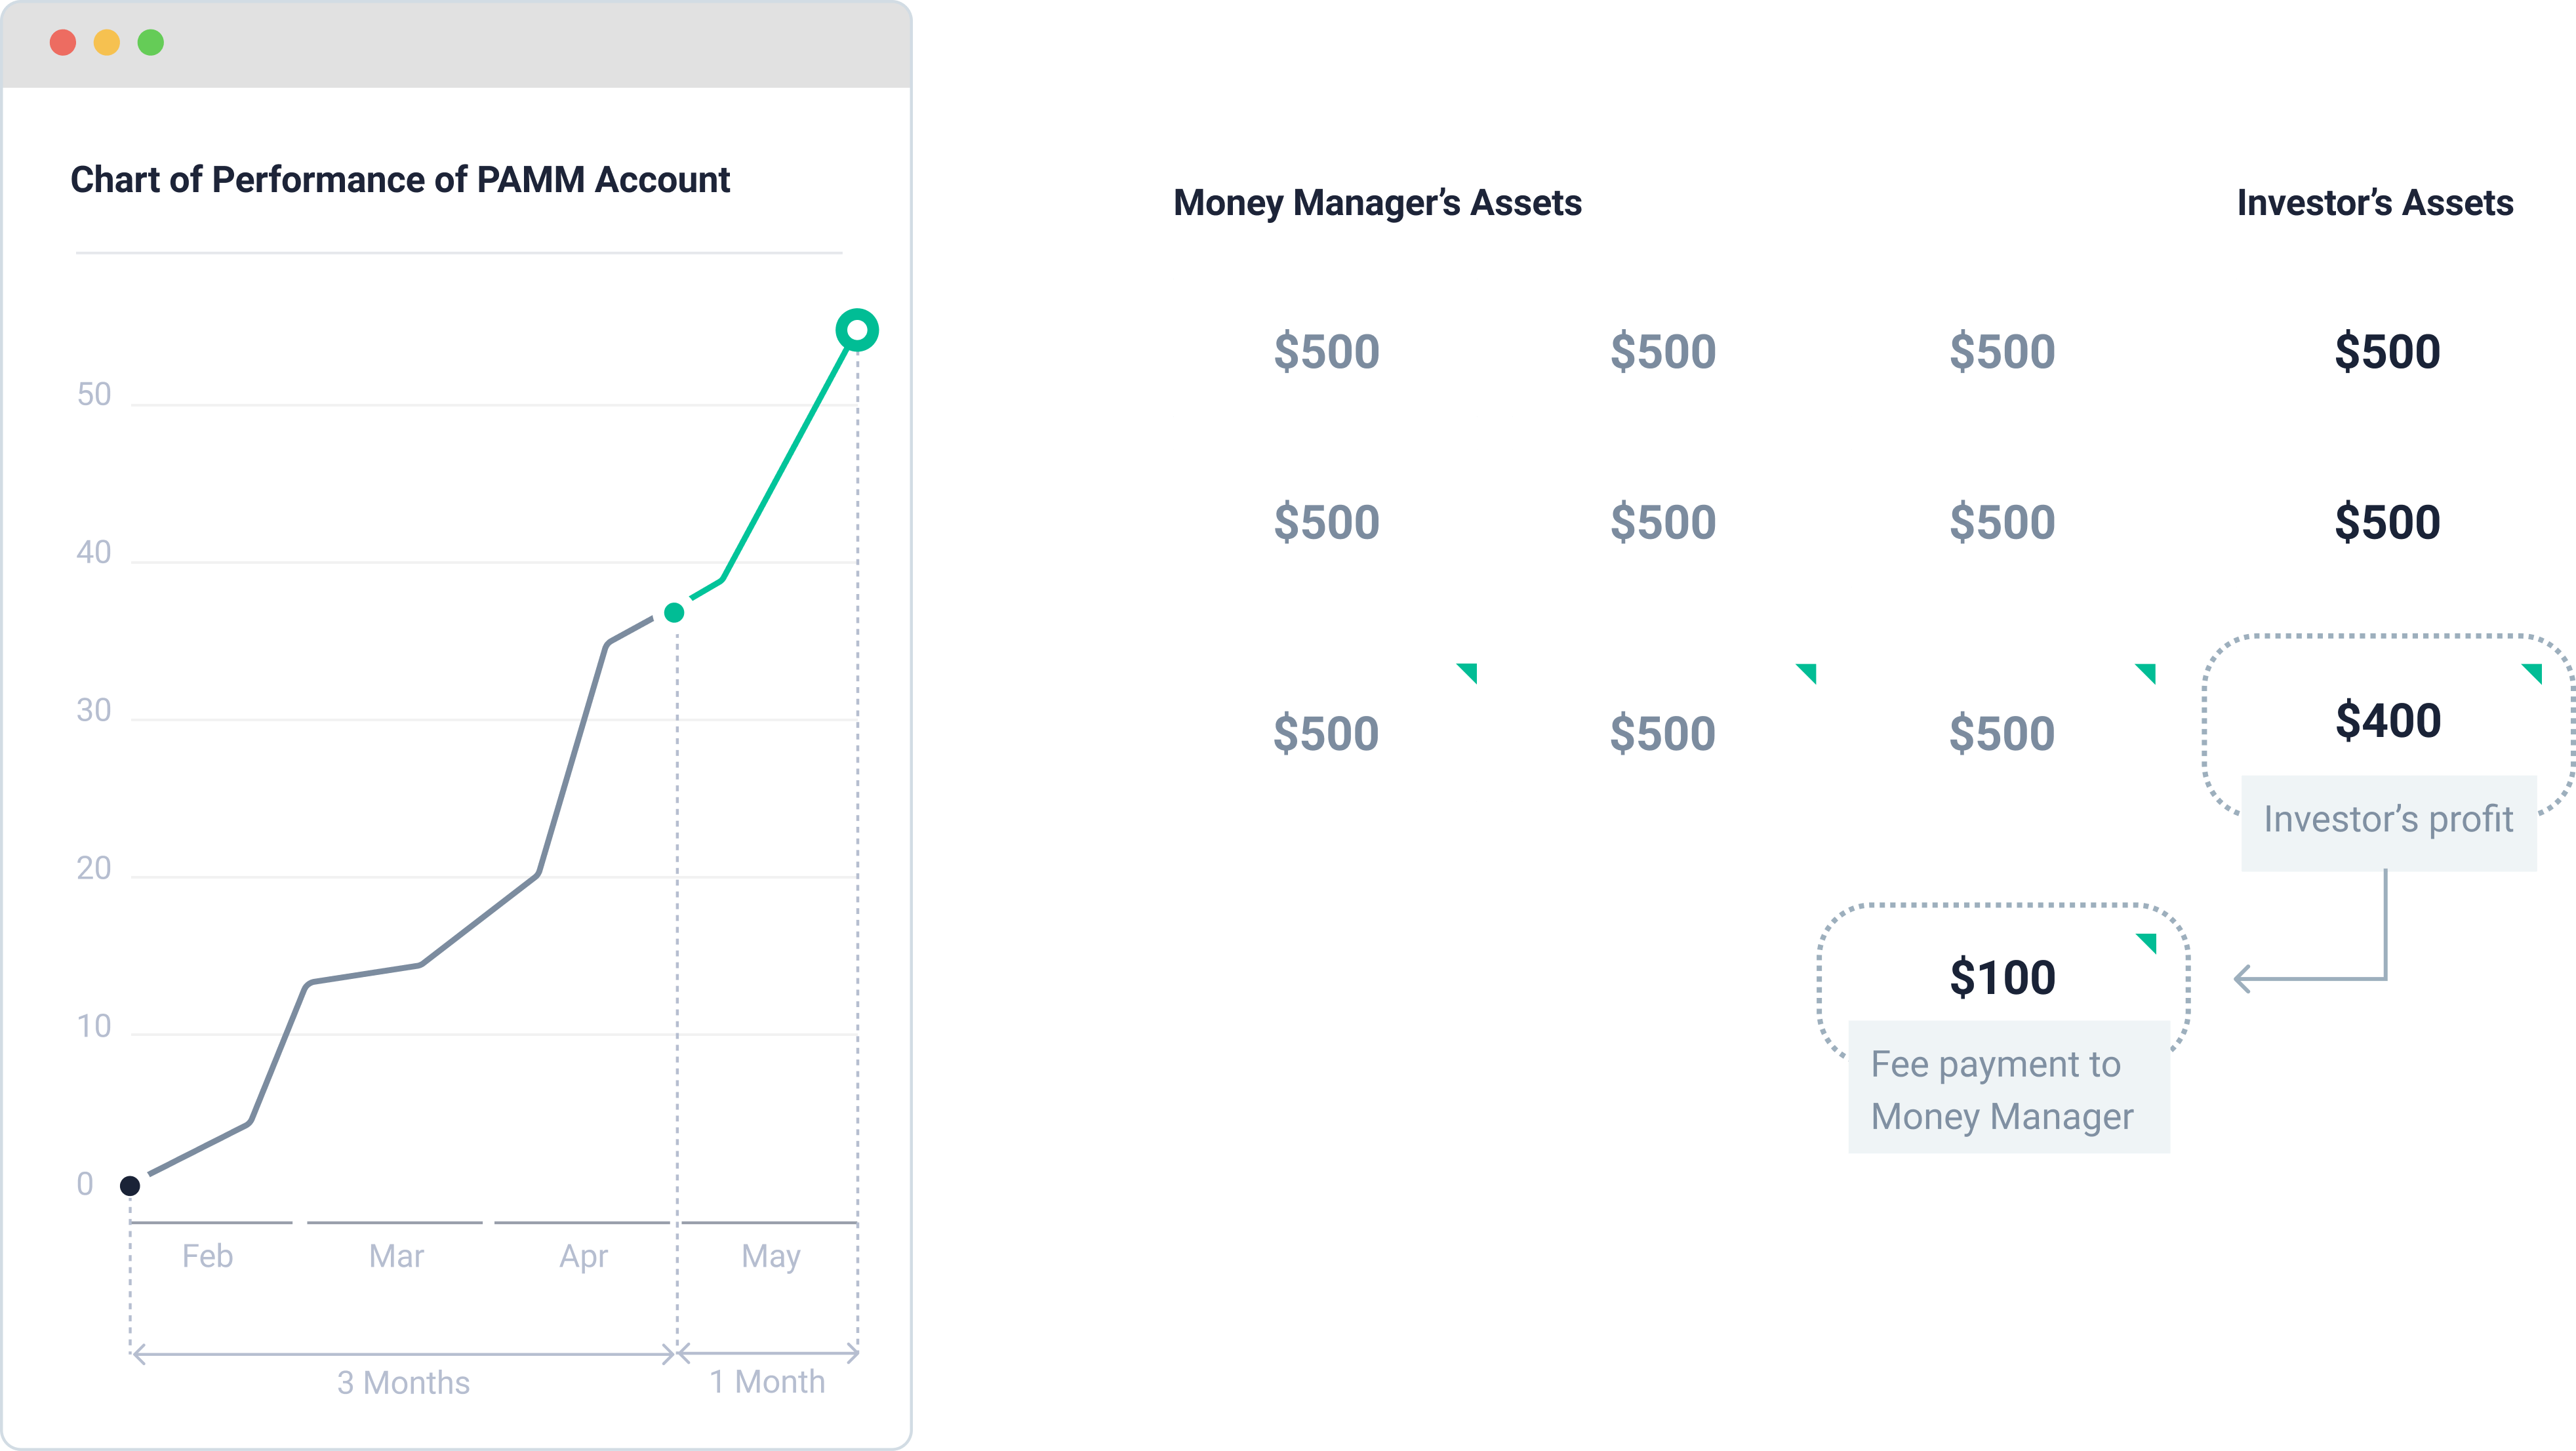 Chart of Performance of PAMM Account
50
40
30
20
10
0
Feb Mar Apr May
3 Months 1 Month
Money Manager’s Assets Investor’s Assets
$500 $500 $500 $500
$500 $500 $500 $500
$500 $500 $500 $400
Investor’s profit
$100
Fee payment to
Money Manager